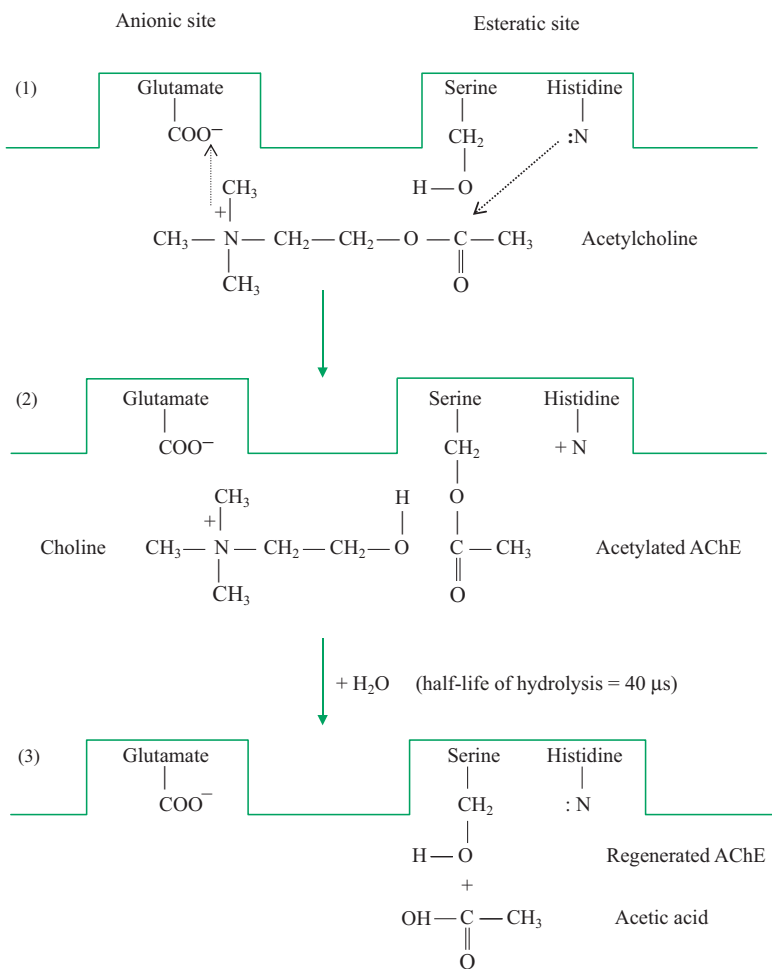 Anionic site Esteratic site
(1) Glutamate Serine Histidine
COO⁻ CH₂ :N
H — O
CH₃
+
CH₃ — N — CH₂ — CH₂ — O — C — CH₃ Acetylcholine
CH₃ O
(2) Glutamate Serine Histidine
COO⁻ CH₂ + N
H
CH₃ O
+
Choline CH₃ — N — CH₂ — CH₂ — O C — CH₃ Acetylated AChE
CH₃ O
+ H₂O (half-life of hydrolysis = 40 μs)
(3) Glutamate Serine Histidine
COO⁻ CH₂ : N
H — O Regenerated AChE
+
OH — C — CH₃ Acetic acid
O